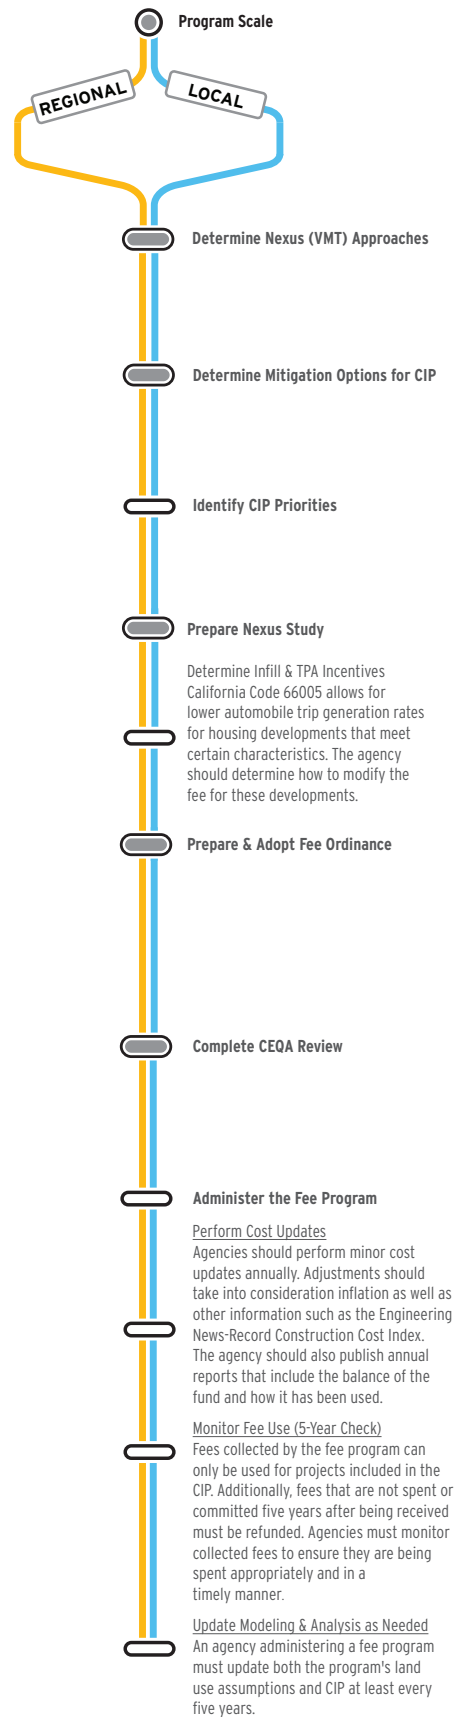 Program Scale
REGIONAL
LOCAL
Determine Nexus (VMT) Approaches
Determine Mitigation Options for CIP
Identify CIP Priorities
Prepare Nexus Study
Determine Infill & TPA Incentives
California Code 66005 allows for
lower automobile trip generation rates
for housing developments that meet
certain characteristics. The agency
should determine how to modify the
fee for these developments.
Prepare & Adopt Fee Ordinance
Complete CEQA Review
Administer the Fee Program
Perform Cost Updates
Agencies should perform minor cost
updates annually. Adjustments should
take into consideration inflation as well as
other information such as the Engineering
News-Record Construction Cost Index.
The agency should also publish annual
reports that include the balance of the
fund and how it has been used.
Monitor Fee Use (5-Year Check)
Fees collected by the fee program can
only be used for projects included in the
CIP. Additionally, fees that are not spent or
committed five years after being received
must be refunded. Agencies must monitor
collected fees to ensure they are being
spent appropriately and in a
timely manner.
Update Modeling & Analysis as Needed
An agency administering a fee program
must update both the program's land
use assumptions and CIP at least every
five years.